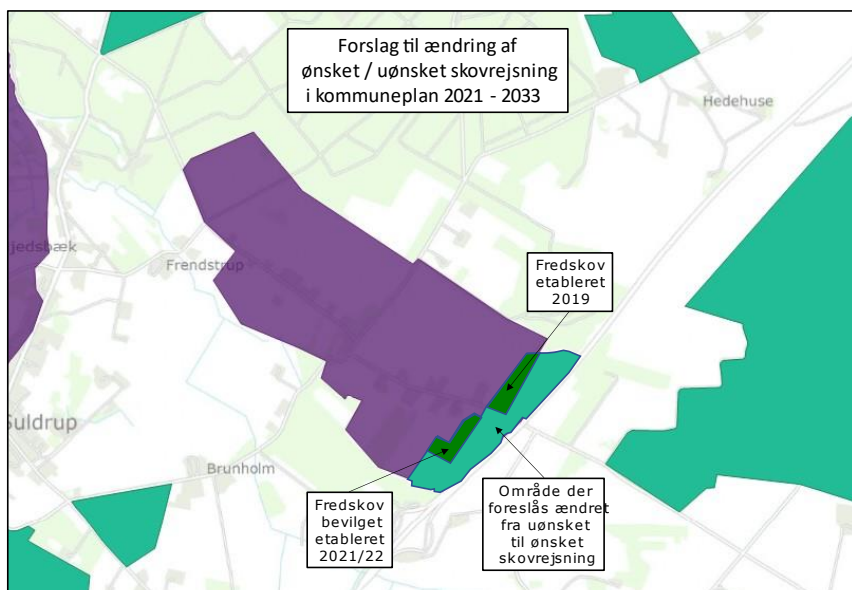 Forslag til ændring af
ønsket / uønsket skovrejsning
i kommuneplan 2021 - 2033
Hedehuse
jedsbæk
Frendstrup
Fredskov
etableret
2019
Suldrup
Brunholm
Fredskov
bevilget
etableret
2021/22
Område der
foreslås ændret
fra uønsket
til ønsket
skovrejsning